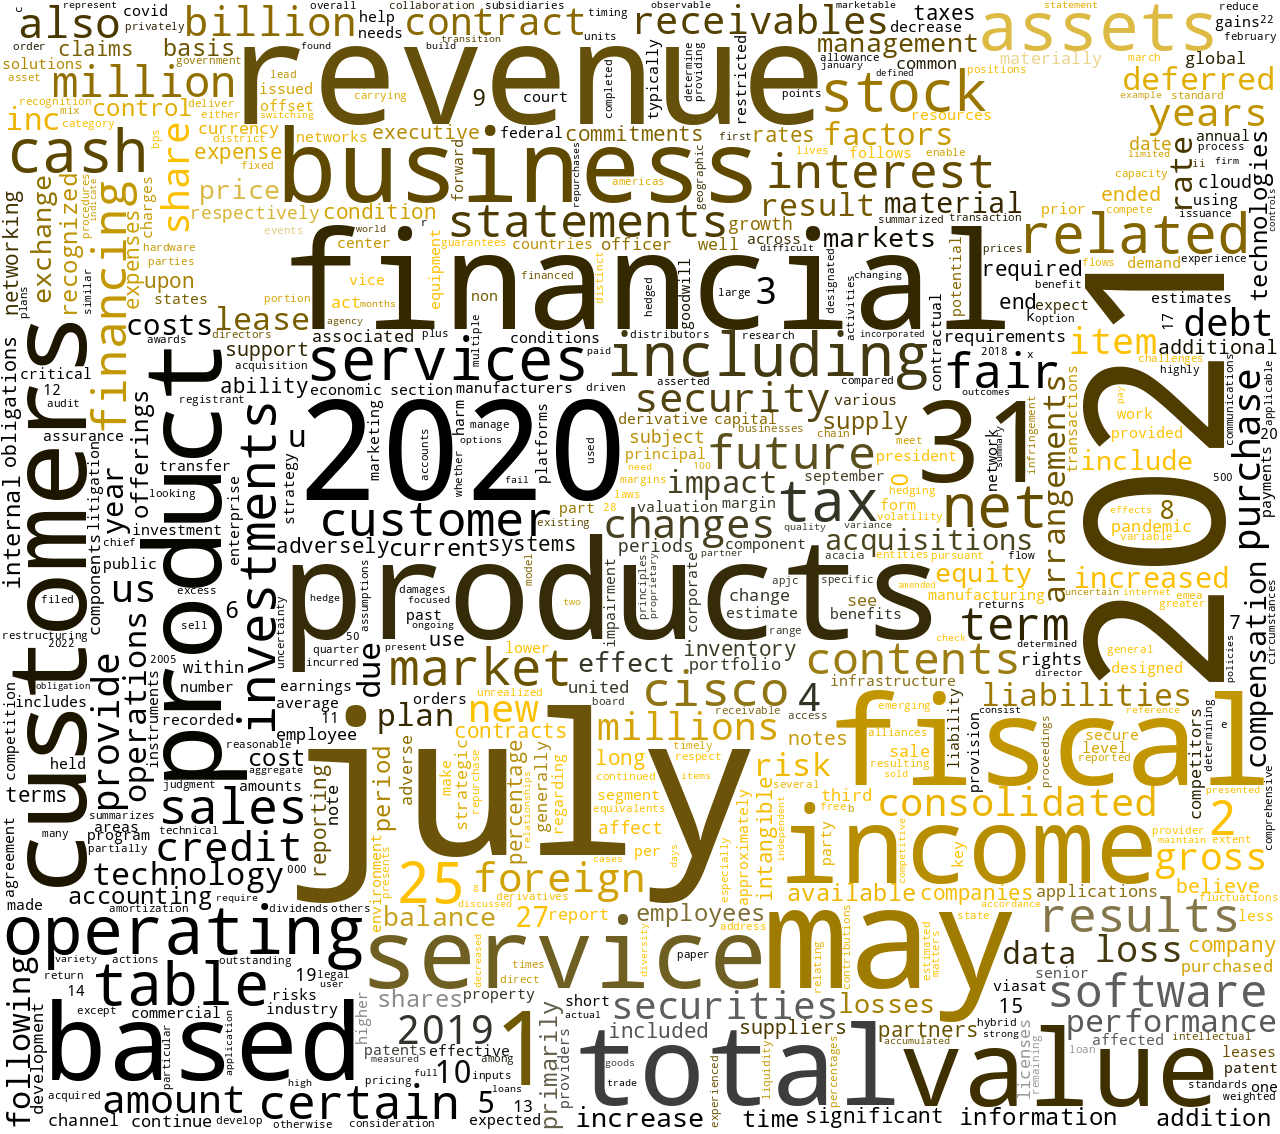 c represent overall collaboration subsidiaries timing observable marketable statement reduce
also covid privately billion contract help needs order units receivables taxes decrease assets gains february
solutions claims basis government revenue found build transition management materially global
asset million lead issued completed typically determine providing restricted allowance common positions march deferred
recognition mix control deliver either offset switching carrying 9 court january points defined stock resources example standard years
inc category currency district bps networks executive federal commitments first rates factors date limited annual process
cash share expense fixed business forward repurchases americas geographic lives follows enable interest capacity ended rate ii firm cloud using
networking exchange recognized procedures indicate financing charges price respectively condition statements growth result material summarized transaction prior compete issuance technologies controls
hardware parties events center world r guarantees countries officer well across difficult markets prices related experience
plans similar expenses upon states portion vice act months equipment financial financed non distinct hedged goodwill large 3 designated activities changing potential required flows demand benefit
costs lease agency associated plus multiple conditions distributors research incorporated contractual end k option expect estimates 17 debt
awards directors support acquisition services paid including requirements 2018 x item challenges additional
customers product critical 12 audit registrant ability economic section manufacturers driven asserted compared fair outcomes highly 2021
internal obligations assurance offerings investments strategy u 2020 marketing accounts whether harm manage options fail platforms used security various derivative capital businesses chain supply 31 network summary infringement arrangements transactions pay work provided communications purchase applicable 20
year transfer looking subject principal need 100 margins laws future meet president include
components litigation enterprise investment customer part 28 impact valuation margin september tax form 0 hedging volatility net effects 8 500
chief public existing changes quality variance acquisitions pandemic variable
us adversely current systems periods component partner acacia entities pursuant flow
filed excess hedge uncertainty assumptions damages focused model products two impairment principles proprietary corporate apjc specific amended equity manufacturing uncertain internet emea greater increased
restructuring 2022 operations 6 sell past ongoing change estimate range see benefits term returns 7 compensation circumstances
provide 2005 within 50 quarter incurred due present use lower inventory check determined general policies
obligation instruments number earnings market effect portfolio contents rights director designed
competition includes recorded average 11 unrealized united board cisco 4 infrastructure liabilities
held reasonable employee plan orders new receivable access emerging fiscal liability consist reference
terms cost aggregate july contracts millions notes alliances provision proceedings secure level reported competitors determining e
judgment amounts period adverse make strategic repurchase percentage generally regarding long timely respect continued items risk several sale resulting sold
agreement many summarizes areas program partially sales technical reporting note relationships segment equivalents approximately intangible independent third consolidated presented comprehensive
credit affect per cases days party free b income competitive provider 2 maintain extent
technology 000 environment presents 25 g discussed foreign derivatives especially key gross
made accounting require available companies applications believe fluctuations
amortization dividends others balance 27 report employees address state accordance results less
operating variety actions outstanding service decreased times direct diversity paper relating contributions may estimated matters data loss company
following return 14 table 19 legal user senior purchased
except risks industry higher shares property short actual securities losses viasat 15 software
development based commercial particular application 2019 1 primarily included suppliers partners hybrid strong performance
patents effective among providers total accumulated affected intellectual
measured full 10 inputs goods trade liquidity percentages value licenses remaining loan leases patent
acquired high pricing loans experienced standards one weighted
amount certain 5 13
channel continue develop otherwise consideration expected increase time significant information addition